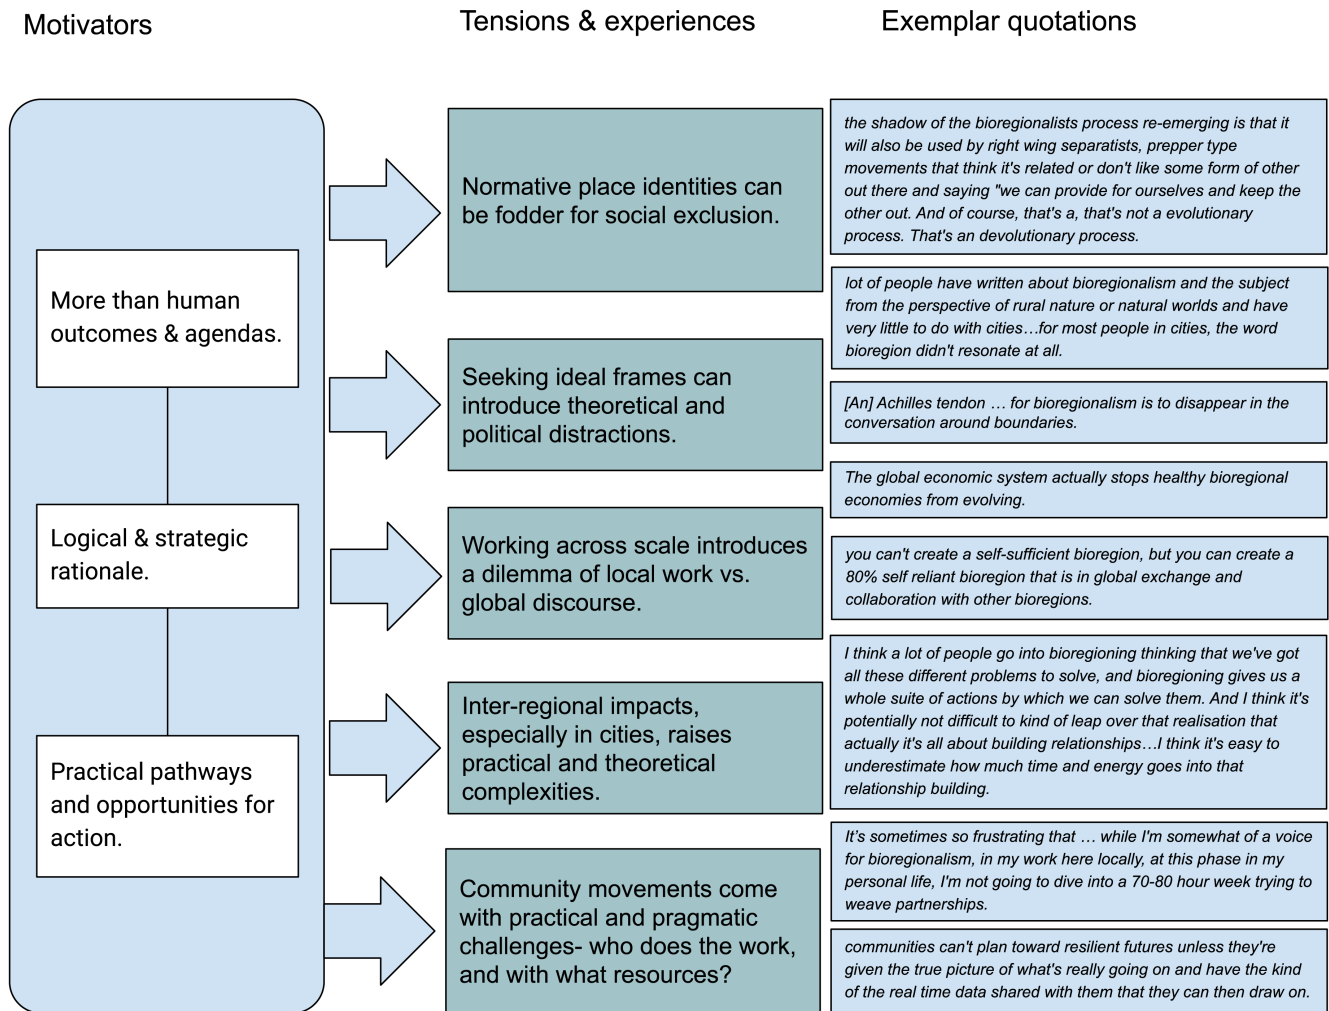 Motivators
Tensions & experiences
Exemplar quotations
More than human
outcomes & agendas.
Logical & strategic
rationale.
Practical pathways
and opportunities for
action.
Normative place identities can
be fodder for social exclusion.
Seeking ideal frames can
introduce theoretical and
political distractions.
Working across scale introduces
a dilemma of local work vs.
global discourse.
Inter-regional impacts,
especially in cities, raises
practical and theoretical
complexities.
Community movements come
with practical and pragmatic
challenges- who does the work,
and with what resources?
the shadow of the bioregionalists process re-emerging is that it
will also be used by right wing separatists, prepper type
movements that think it's related or don't like some form of other
out there and saying "we can provide for ourselves and keep the
other out. And of course, that's a, that's not a evolutionary
process. That's an devolutionary process.
lot of people have written about bioregionalism and the subject
from the perspective of rural nature or natural worlds and have
very little to do with cities…for most people in cities, the word
bioregion didn't resonate at all.
[An] Achilles tendon … for bioregionalism is to disappear in the
conversation around boundaries.
The global economic system actually stops healthy bioregional
economies from evolving.
you can't create a self-sufficient bioregion, but you can create a
80% self reliant bioregion that is in global exchange and
collaboration with other bioregions.
I think a lot of people go into bioregioning thinking that we've got
all these different problems to solve, and bioregioning gives us a
whole suite of actions by which we can solve them. And I think it's
potentially not difficult to kind of leap over that realisation that
actually it's all about building relationships…I think it's easy to
underestimate how much time and energy goes into that
relationship building.
It’s sometimes so frustrating that … while I'm somewhat of a voice
for bioregionalism, in my work here locally, at this phase in my
personal life, I'm not going to dive into a 70-80 hour week trying to
weave partnerships.
communities can't plan toward resilient futures unless they're
given the true picture of what's really going on and have the kind
of the real time data shared with them that they can then draw on.